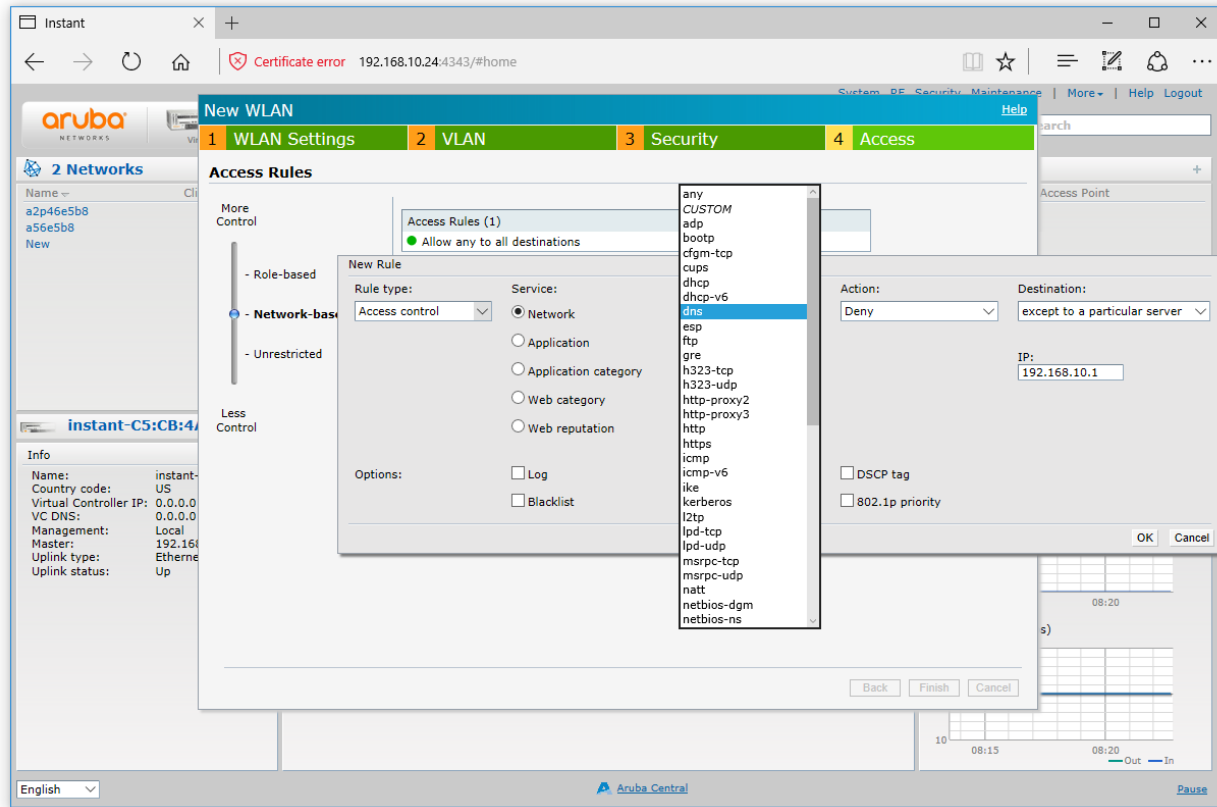 Instant
Certificate error 192.168.10.24:4343/#home
System RF Security Maintenance | More | Help Logout
aruba
NETWORKS
New WLAN
Help
1 WLAN Settings
2 VLAN
3 Security
4 Access
2 Networks
Name
Access Point
a2p46e5b8
a56e5b8
New
Access Rules
More
Control
- Role-based
- Network-bas
- Unrestricted
Less
Control
Access Rules (1)
Allow any to all destinations
New Rule
Rule type:
Access control
Service:
Network
Application
Application category
Web category
Web reputation
any
CUSTOM
adp
bootp
cfgm-tcp
cups
dhcp
dhcp-v6
dns
esp
ftp
gre
h323-tcp
h323-udp
http-proxy2
http-proxy3
http
https
icmp
icmp-v6
ike
kerberos
l2tp
lpd-tcp
lpd-udp
msrpc-tcp
msrpc-udp
natt
netbios-dgm
netbios-ns
Action:
Deny
Destination:
except to a particular server
IP:
192.168.10.1
Options:
Log
Blacklist
DSCP tag
802.1p priority
OK Cancel
instant-C5:CB:4
Info
Name: instant-
Country code: US
Virtual Controller IP: 0.0.0.0
VC DNS: 0.0.0.0
Management: Local
Master: 192.168
Uplink type: Etherne
Uplink status: Up
Back Finish Cancel
08:20
s)
10
08:15 08:20
Out In
English
Aruba Central
Pause